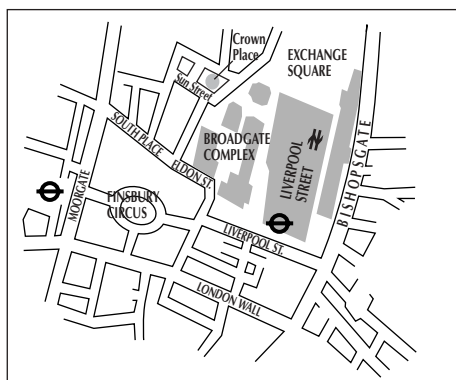 Crown
Place
EXCHANGE
SQUARE
Sun Street
SOUTH PLACE
BROADGATE
COMPLEX
ELDON ST.
LIVERPOOL
STREET
BISHOPSGATE
MOORGATE
FINSBURY
CIRCUS
LIVERPOOL ST.
LONDON WALL